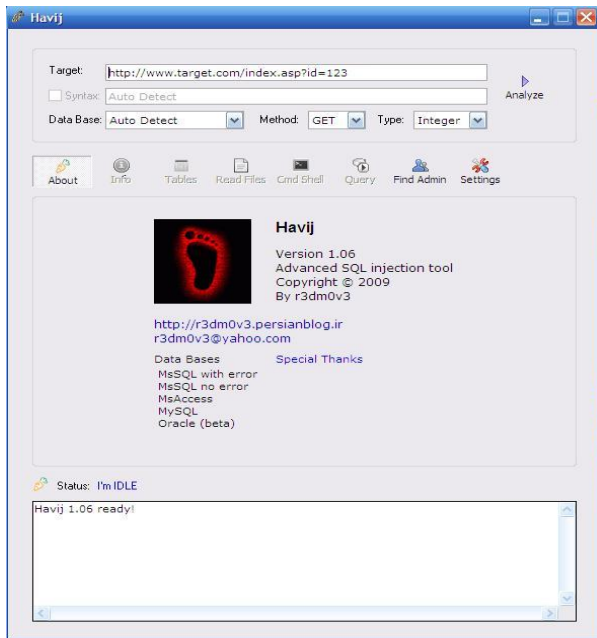 Havij
Target: http://www.target.com/index.asp?id=123
Analyze
Syntax: Auto Detect
Data Base: Auto Detect Method: GET Type: Integer
About Info Tables Read Files Cmd Shell Query Find Admin Settings
Havij
Version 1.06
Advanced SQL injection tool
Copyright © 2009
By r3dm0v3
http://r3dm0v3.persianblog.ir
r3dm0v3@yahoo.com
Data Bases Special Thanks
MsSQL with error
MsSQL no error
MsAccess
MySQL
Oracle (beta)
Status: I'm IDLE
Havij 1.06 ready!